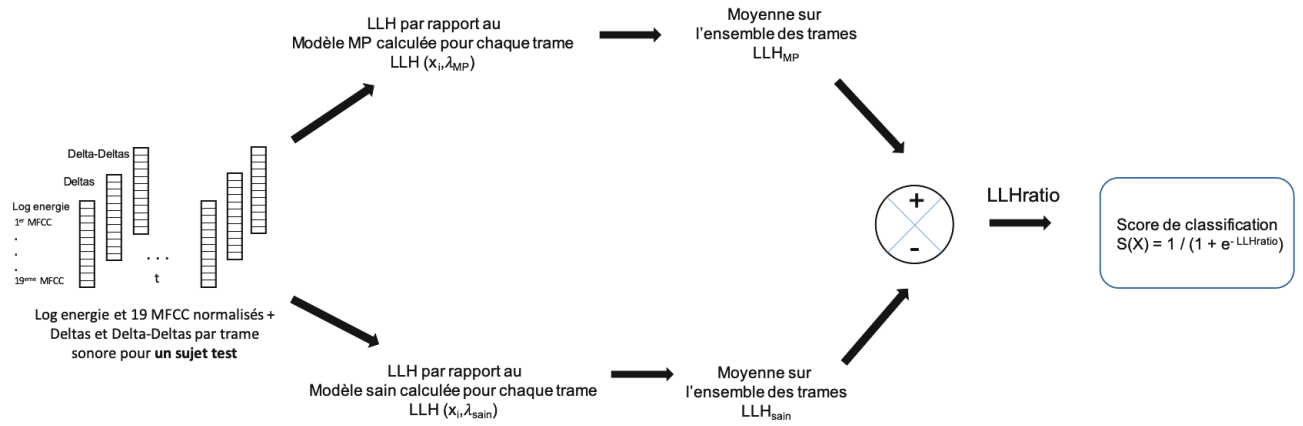 LLH par rapport au
Modèle MP calculée pour chaque trame
LLH (xᵢ,λMP)
Moyenne sur
l'ensemble des trames
LLHMP
Delta-Deltas
Deltas
Log energie
1er MFCC
.
.
.
19eme MFCC
. . .
t
Log energie et 19 MFCC normalisés +
Deltas et Delta-Deltas par trame
sonore pour un sujet test
LLH par rapport au
Modèle sain calculée pour chaque trame
LLH (xᵢ,λsain)
Moyenne sur
l'ensemble des trames
LLHsain
+
-
LLHratio
Score de classification
S(X) = 1 / (1 + e- LLHratio)